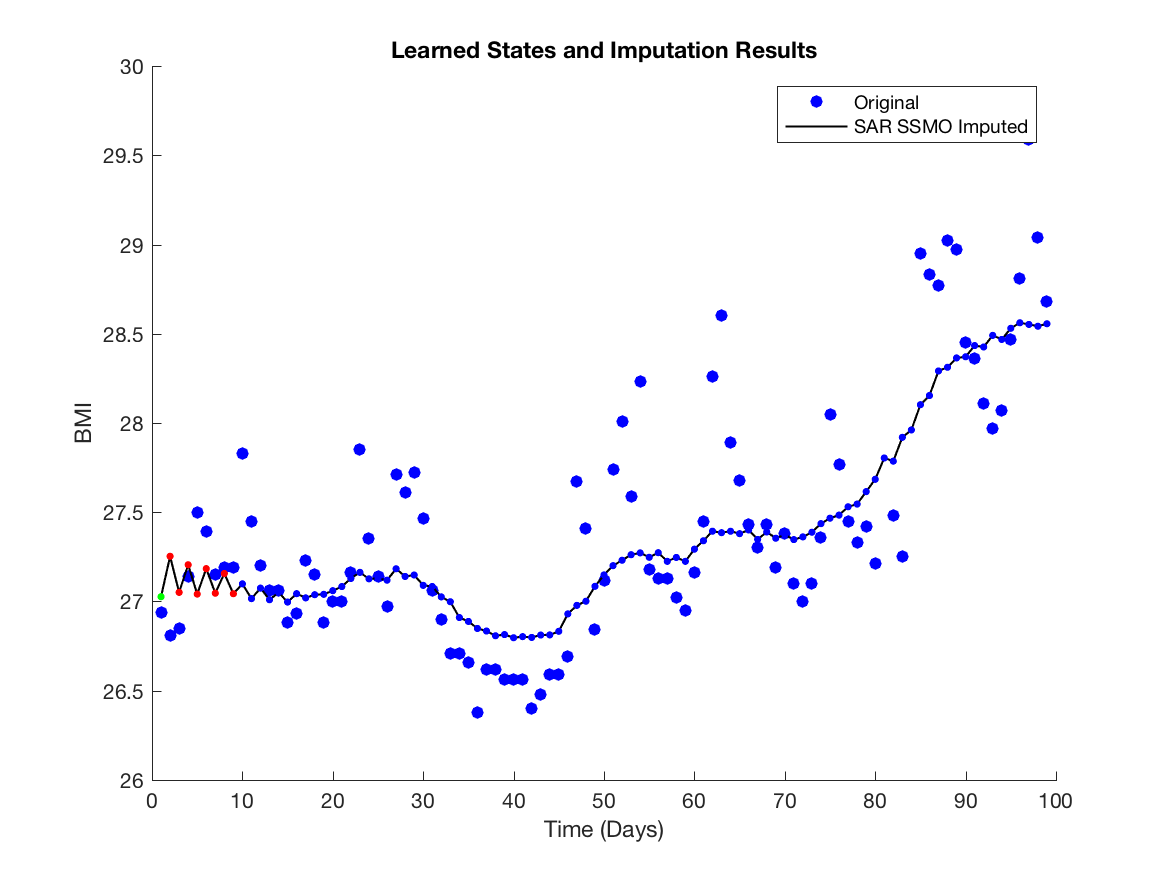 Learned States and Imputation Results
30
29.5
29
28.5
28
27.5
27
26.5
26
BMI
Original
SAR SSMO Imputed
0 10 20 30 40 50 60 70 80 90 100
Time (Days)